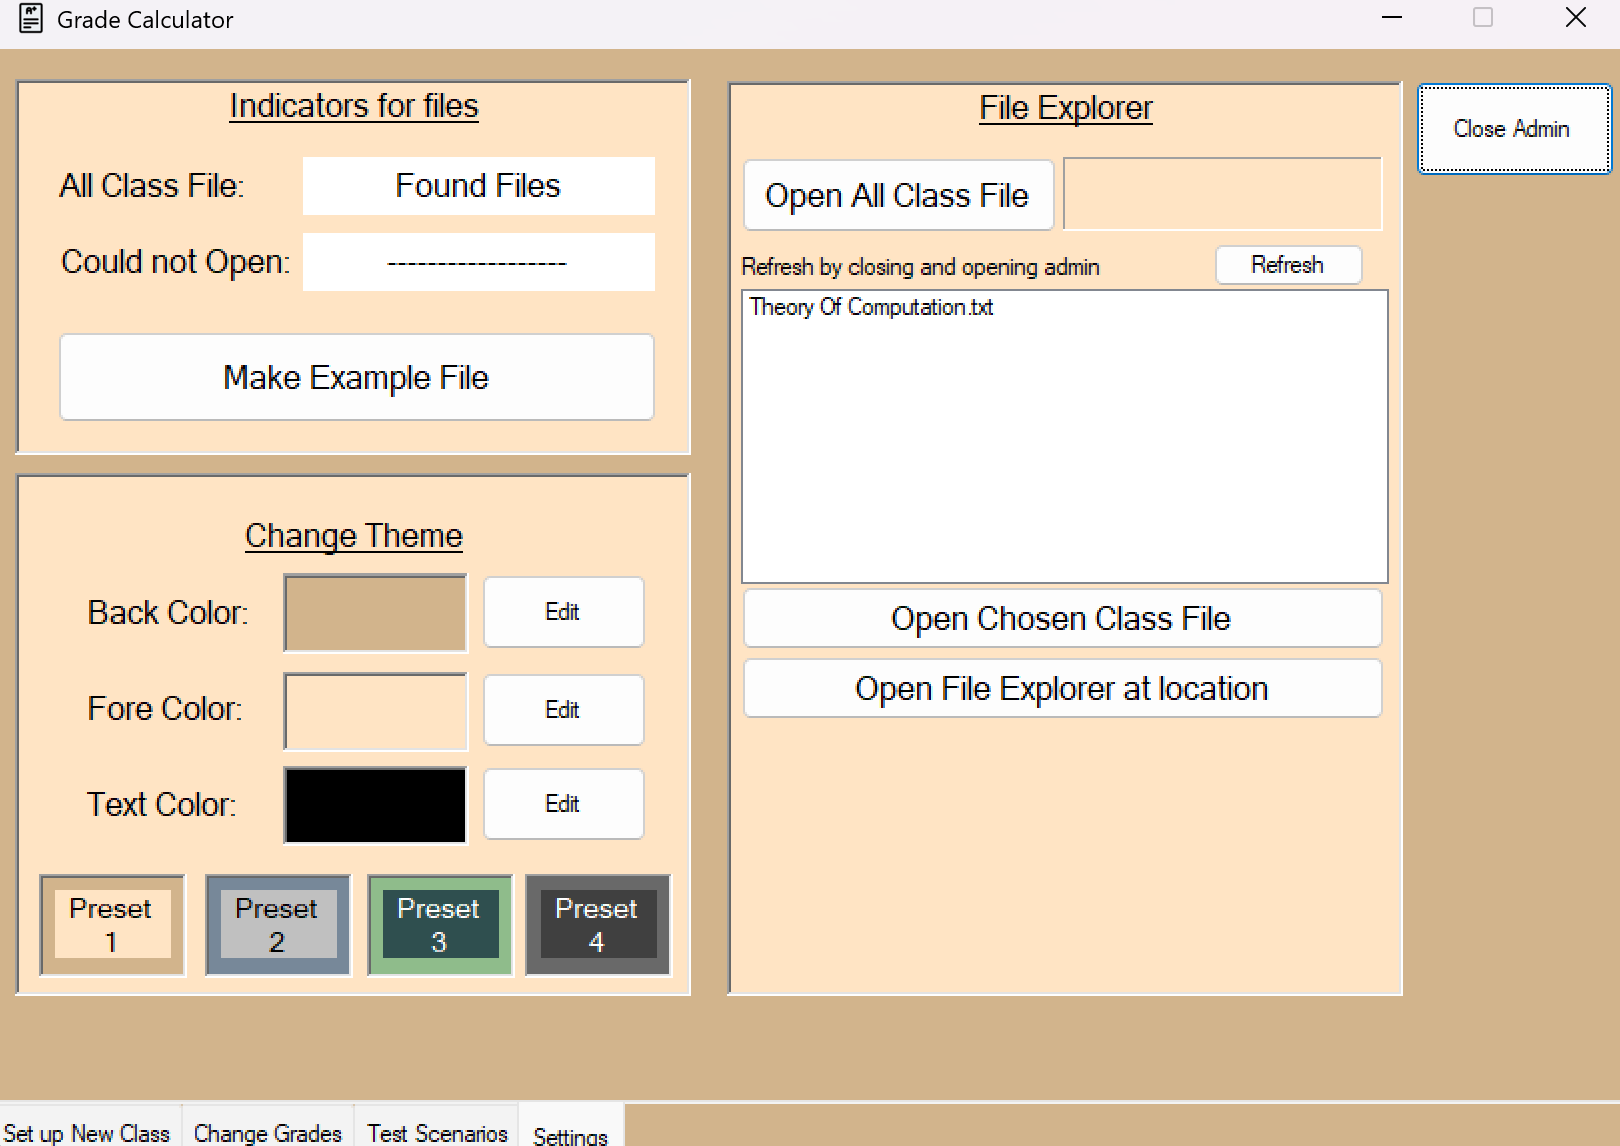 Grade Calculator
Indicators for files
All Class File: Found Files
Could not Open: ------------------
Make Example File
Change Theme
Back Color: Edit
Fore Color: Edit
Text Color: Edit
Preset 1
Preset 2
Preset 3
Preset 4
File Explorer
Open All Class File
Refresh by closing and opening admin Refresh
Theory Of Computation.txt
Open Chosen Class File
Open File Explorer at location
Close Admin
Set up New Class Change Grades Test Scenarios Settings